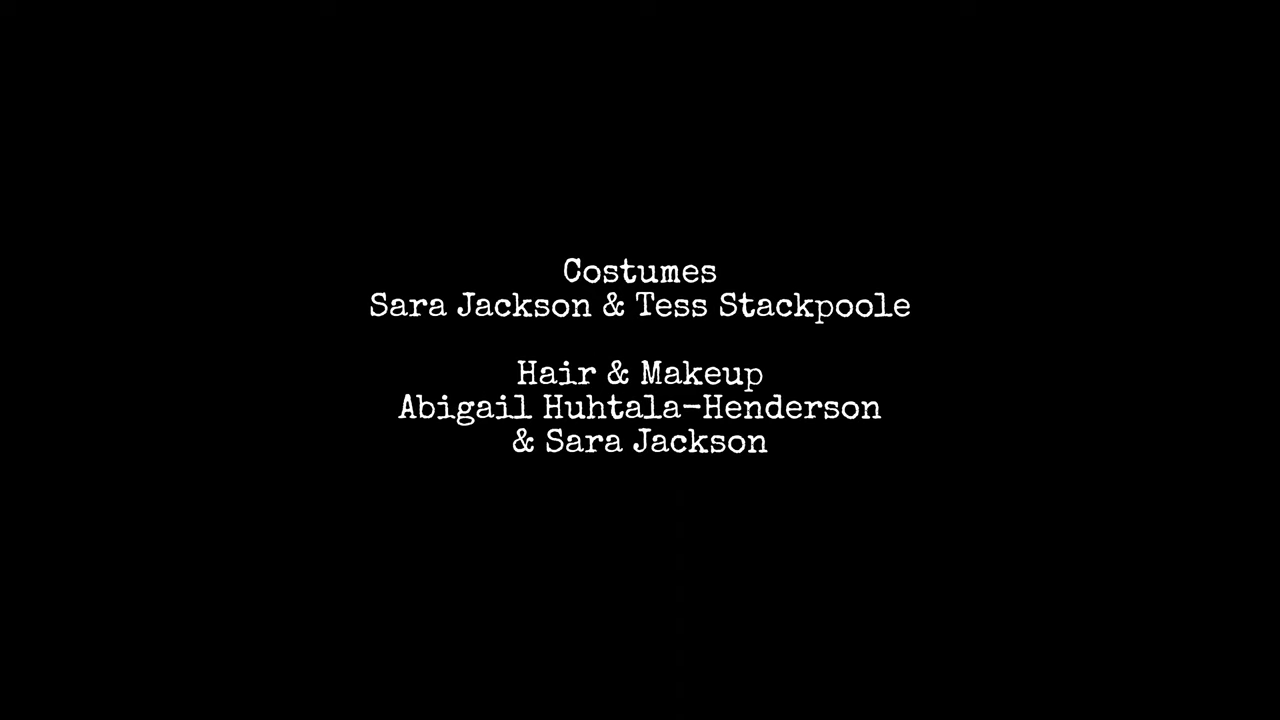 Costumes
Sara Jackson & Tess Stackpoole
Hair & Makeup
Abigail Huhtala-Henderson
& Sara Jackson